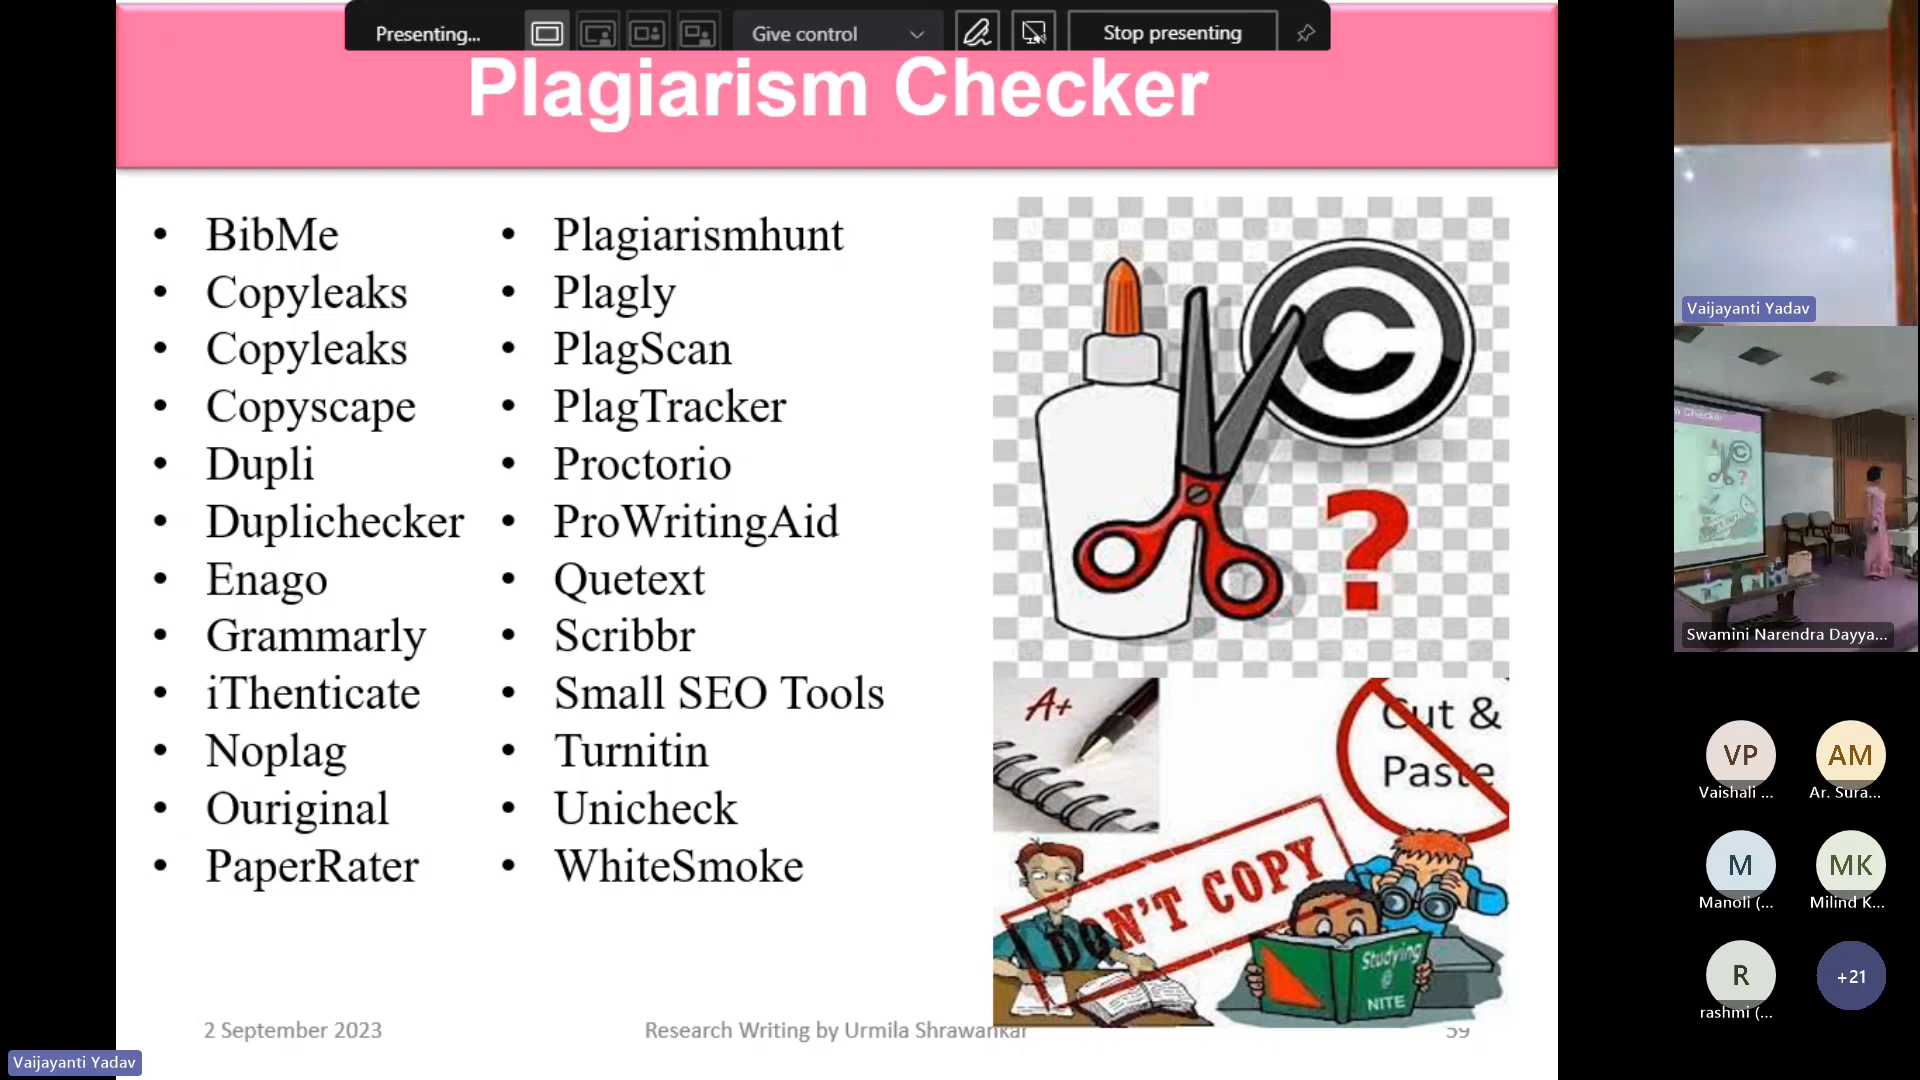 Presenting...
Give control
Stop presenting
Plagiarism Checker
• BibMe
• Copyleaks
• Copyleaks
• Copyscape
• Dupli
• Duplichecker
• Enago
• Grammarly
• iThenticate
• Noplag
• Ouriginal
• PaperRater
• Plagiarismhunt
• Plagly
• PlagScan
• PlagTracker
• Proctorio
• ProWritingAid
• Quetext
• Scribbr
• Small SEO Tools
• Turnitin
• Unicheck
• WhiteSmoke
C
?
A+
Cut &
Paste
DON'T COPY
Studying
@
NITE
2 September 2023
Research Writing by Urmila Shrawankar
59
Vaijayanti Yadav
Vaijayanti Yadav
m Checker
C
?
Swamini Narendra Dayya...
VP
Vaishali ...
AM
Ar. Sura...
M
Manoli (...
MK
Milind K...
R
rashmi (...
+21